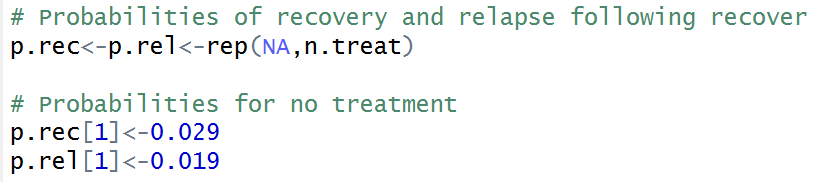 # Probabilities of recovery and relapse following recover
p.rec<-p.rel<-rep(NA,n.treat)
# Probabilities for no treatment
p.rec[1]<-0.029
p.rel[1]<-0.019